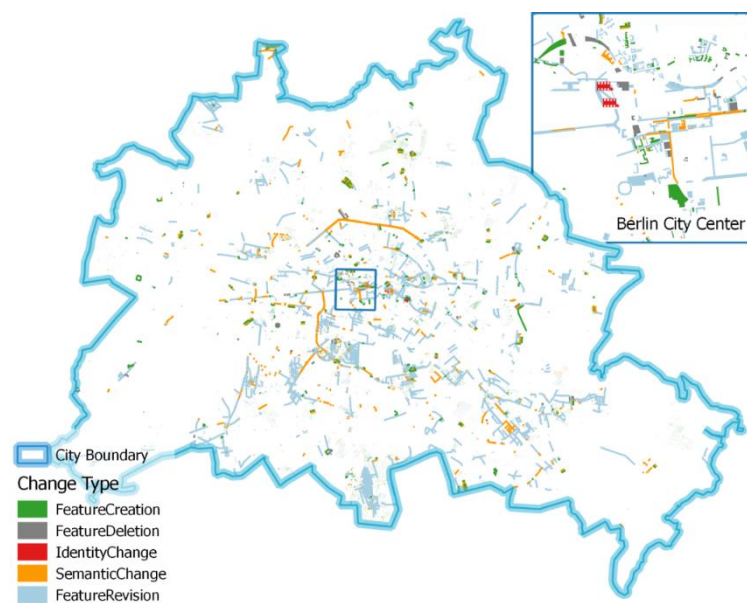 Berlin City Center
City Boundary
Change Type
FeatureCreation
FeatureDeletion
IdentityChange
SemanticChange
FeatureRevision